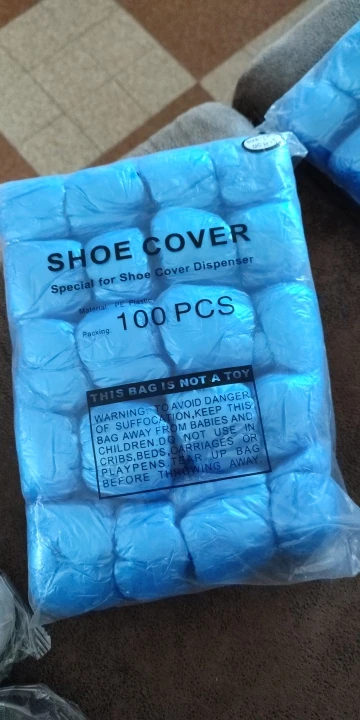 SHOE COVER
Special for Shoe Cover Dispenser
Material: P.E. Plastic
Packing: 100 PCS
THIS BAG IS NOT A TOY
WARNING: TO AVOID DANGER
OF SUFFOCATION,KEEP THIS
BAG AWAY FROM BABIES AND
CHILDREN.DO NOT USE IN
CRIBS,BEDS,CARRIAGES OR
PLAYPENS.TEAR UP BAG
BEFORE THROWING AWAY.